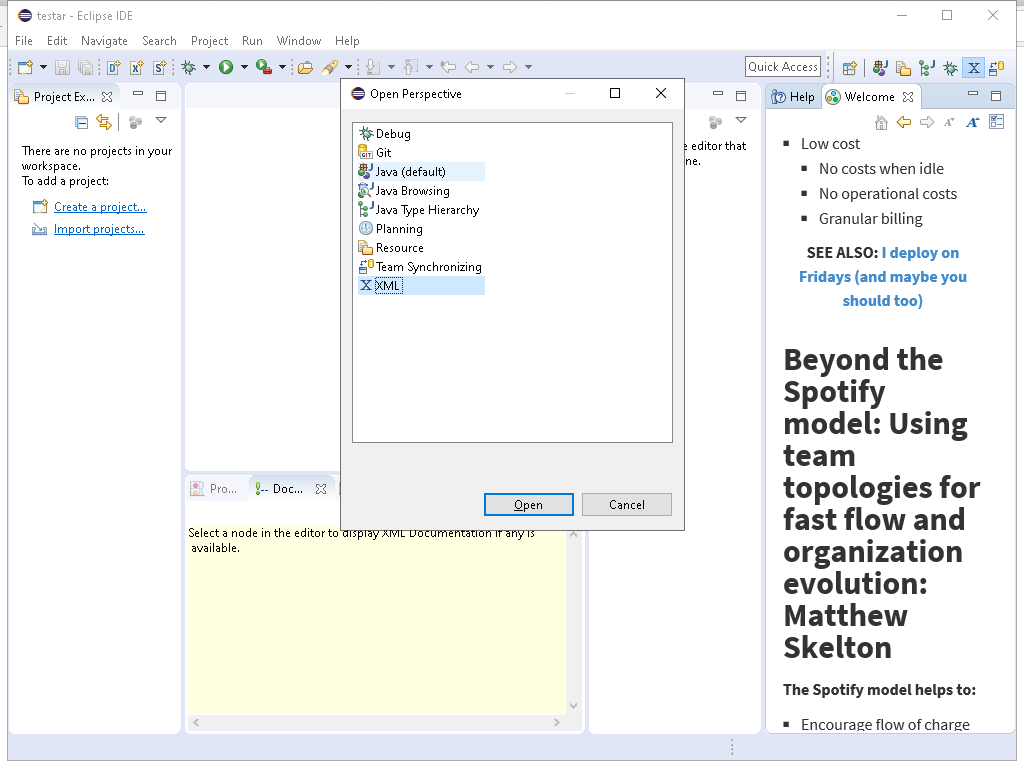 testar - Eclipse IDE
File Edit Navigate Search Project Run Window Help
Quick Access
Project Ex...
There are no projects in your
workspace.
To add a project:
Create a project...
Import projects...
Open Perspective
Debug
Git
Java (default)
Java Browsing
Java Type Hierarchy
Planning
Resource
Team Synchronizing
XML
Open Cancel
e editor that
ne.
Pro... Doc...
Select a node in the editor to display XML Documentation if any is
available.
Help Welcome
Low cost
No costs when idle
No operational costs
Granular billing
SEE ALSO: I deploy on
Fridays (and maybe you
should too)
Beyond the
Spotify
model: Using
team
topologies for
fast flow and
organization
evolution:
Matthew
Skelton
The Spotify model helps to:
Encourage flow of charge